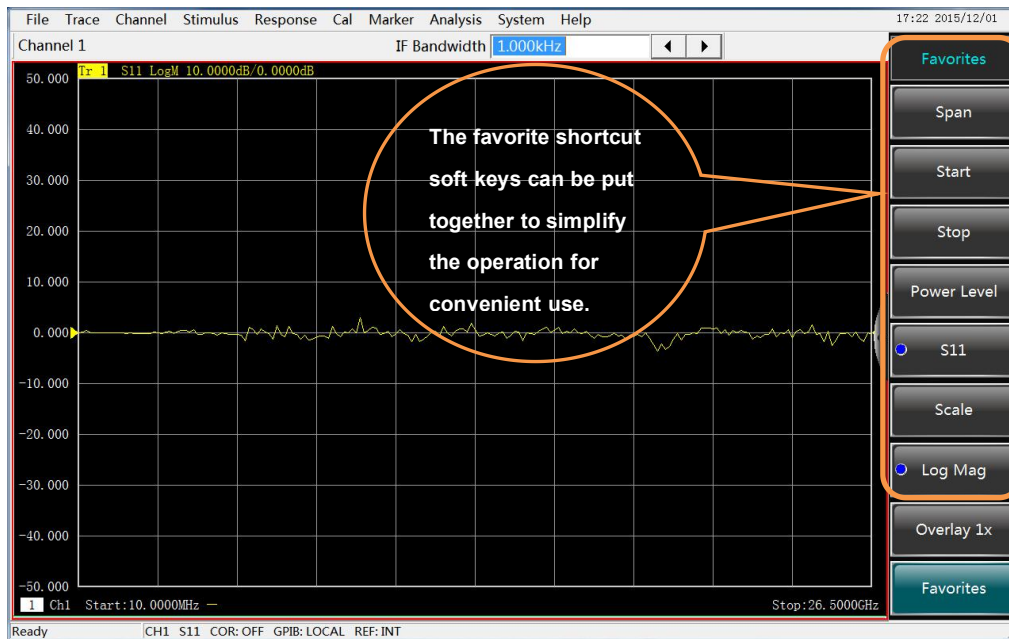 File Trace Channel Stimulus Response Cal Marker Analysis System Help
17:22 2015/12/01
Channel 1
IF Bandwidth 1.000kHz
Tr 1 S11 LogM 10.0000dB/0.0000dB
50.000
40.000
30.000
20.000
10.000
0.000
-10.000
-20.000
-30.000
-40.000
-50.000
The favorite shortcut
soft keys can be put
together to simplify
the operation for
convenient use.
1 Ch1 Start:10.0000MHz —
Stop:26.5000GHz
Favorites
Span
Start
Stop
Power Level
S11
Scale
Log Mag
Overlay 1x
Favorites
Ready CH1 S11 COR:OFF GPIB:LOCAL REF:INT